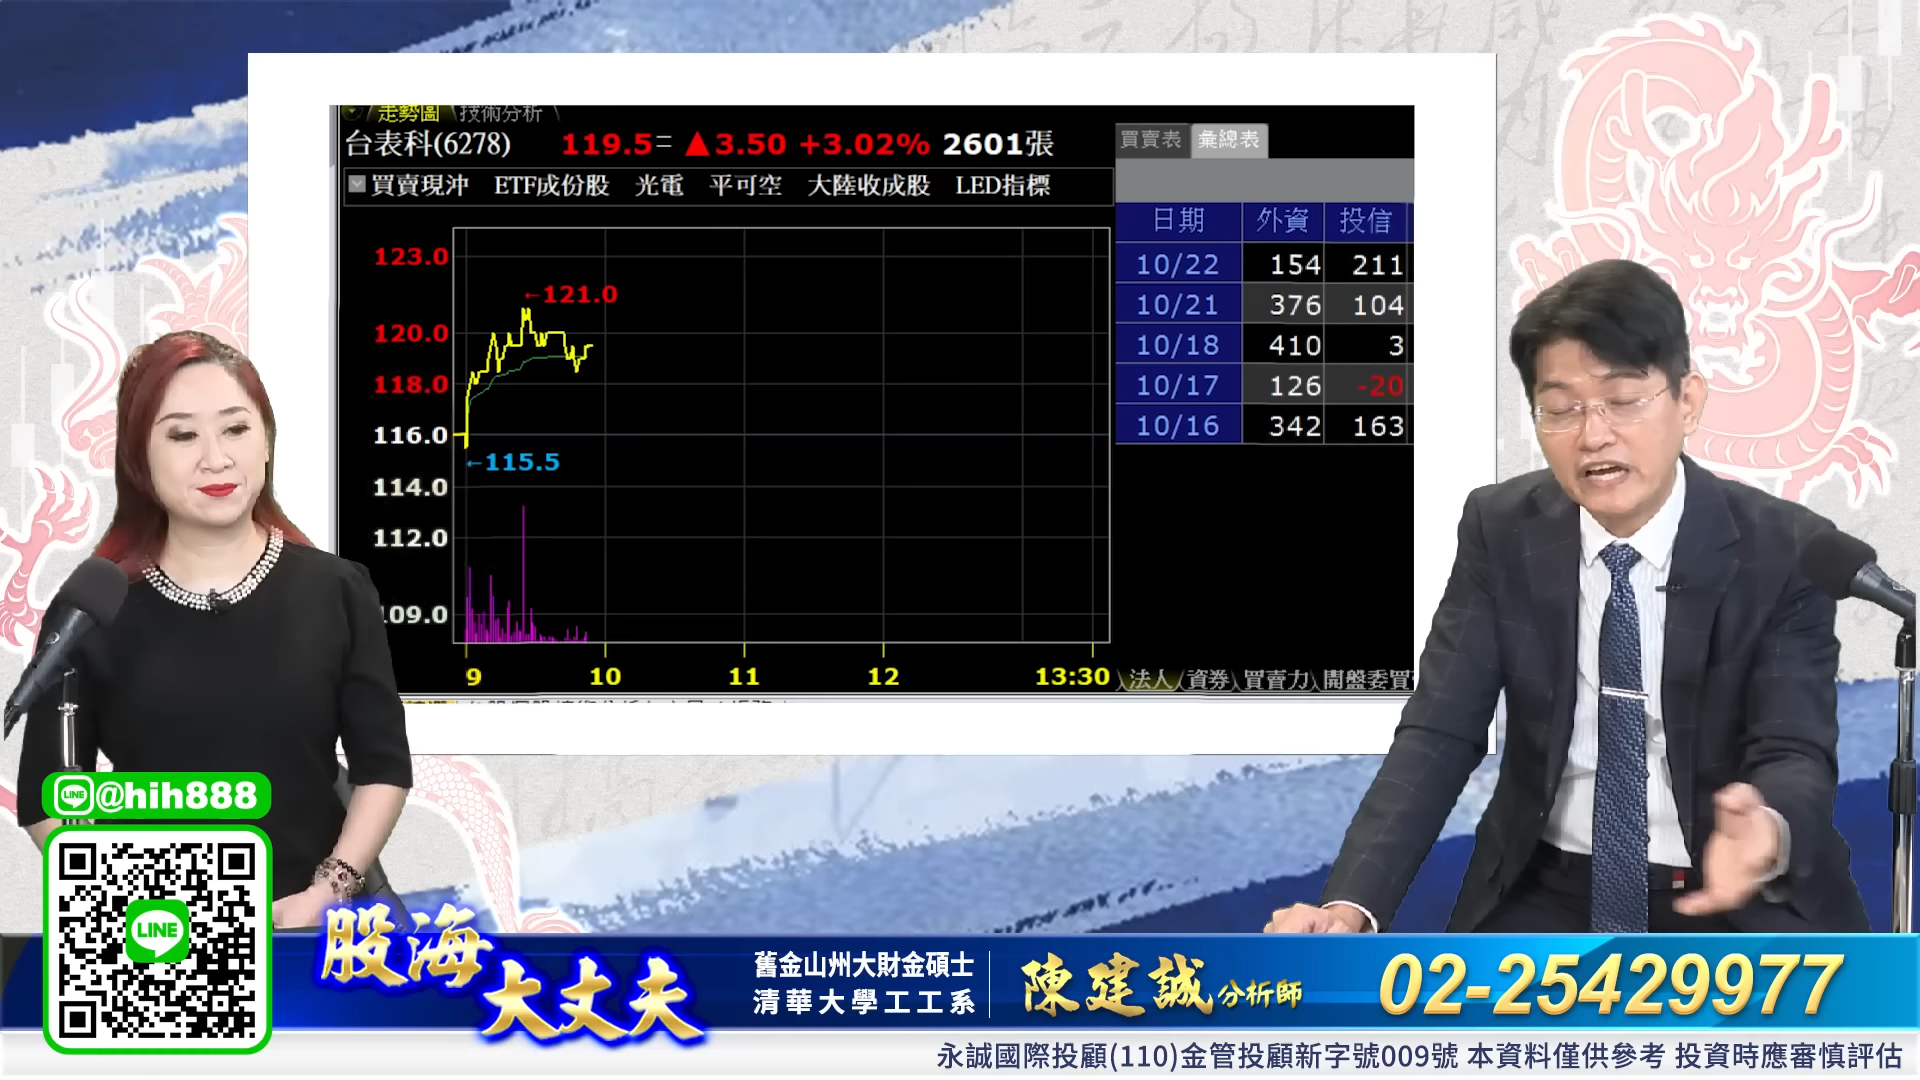 走勢圖 技術分析
台表科(6278) 119.5= ▲3.50 +3.02% 2601張
買賣現沖 ETF成份股 光電 平可空 大陸收成股 LED指標
123.0
120.0
118.0
116.0
114.0
112.0
109.0
←121.0
←115.5
9 10 11 12 13:30
買賣表 彙總表
日期 外資 投信
10/22 154 211
10/21 376 104
10/18 410 3
10/17 126 -20
10/16 342 163
法人 資券 買賣力 開盤委買
LINE @hih888
LINE
股海大丈夫
舊金山州大財金碩士
清華大學工工系
陳建誠分析師
02-25429977
永誠國際投顧(110)金管投顧新字號009號 本資料僅供參考 投資時應審慎評估